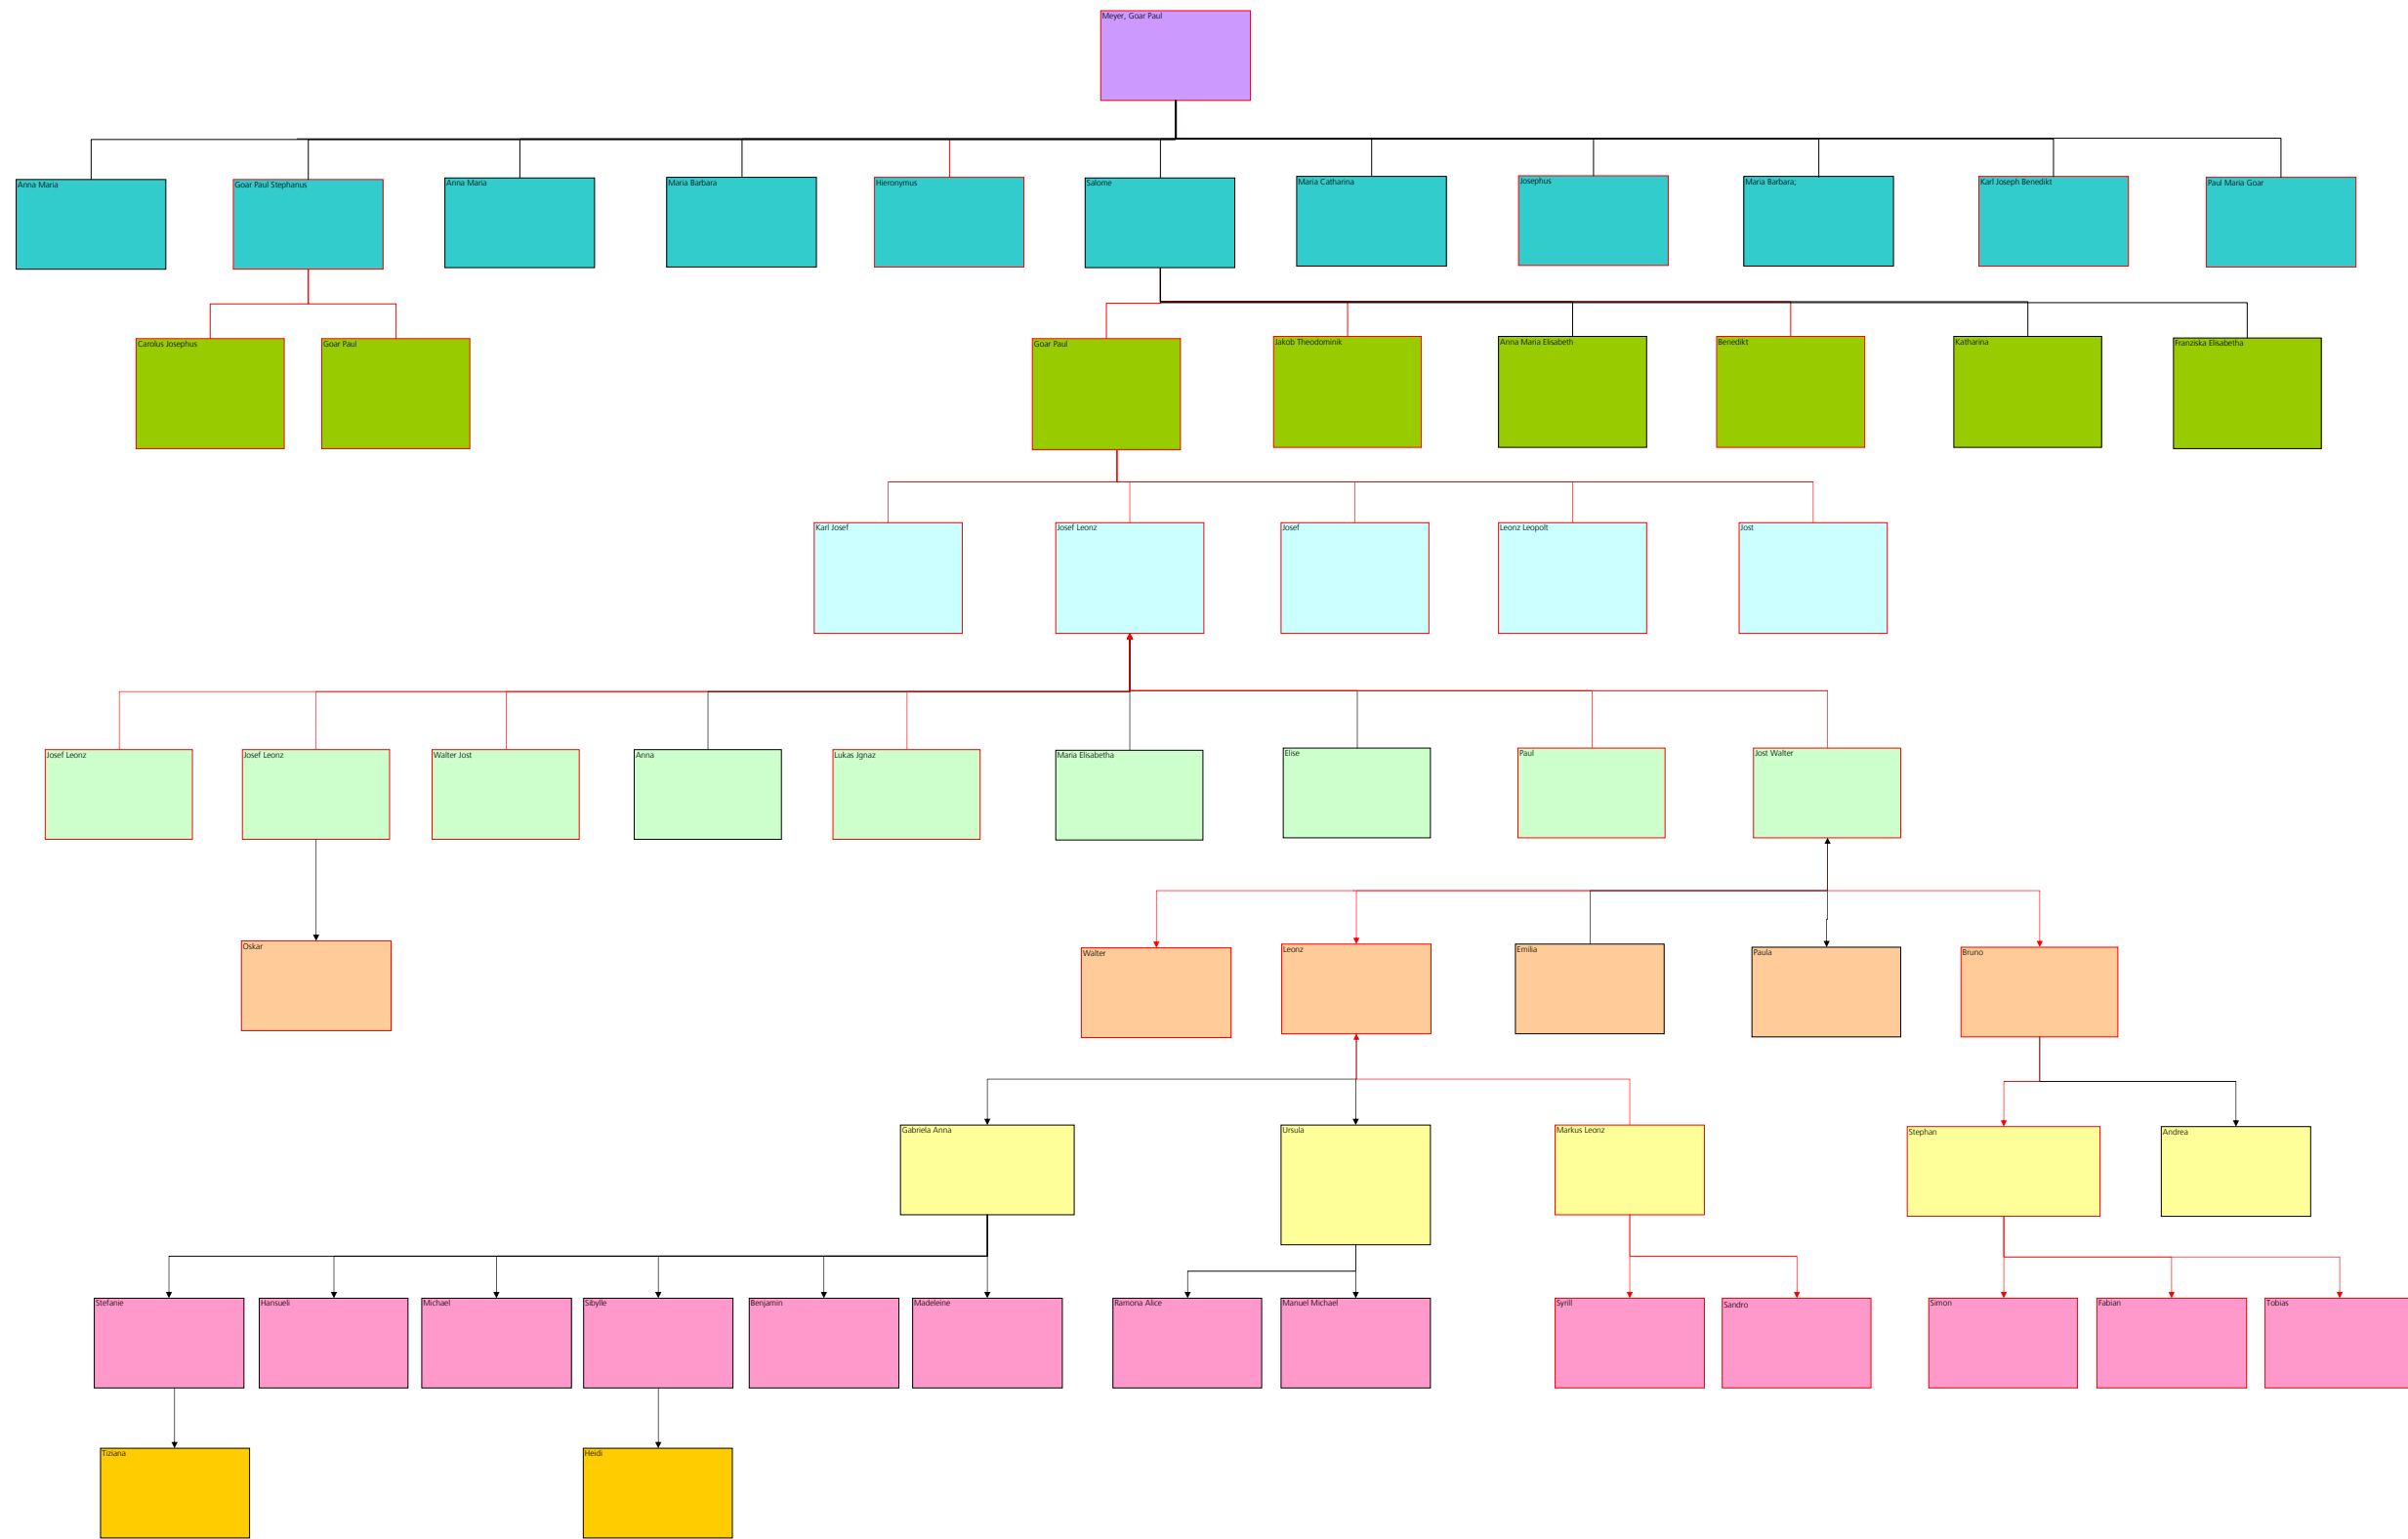 Meyer, Goar Paul
Anna Maria
Goar Paul Stephanus
Anna Maria
Maria Barbara
Hieronymus
Salome
Maria Catharina
Josephus
Maria Barbara;
Karl Joseph Benedikt
Paul Maria Goar
Carolus Josephus
Goar Paul
Goar Paul
Jakob Theodominik
Anna Maria Elisabeth
Benedikt
Katharina
Franziska Elisabetha
Karl Josef
Josef Leonz
Josef
Leonz Leopolt
Jost
Josef Leonz
Josef Leonz
Walter Jost
Anna
Lukas Jgnaz
Maria Elisabetha
Elise
Paul
Jost Walter
Oskar
Walter
Leonz
Emilia
Paula
Bruno
Gabriela Anna
Ursula
Markus Leonz
Stephan
Andrea
Stefanie
Hansueli
Michael
Sibylle
Benjamin
Madeleine
Ramona Alice
Manuel Michael
Syrill
Sandro
Simon
Fabian
Tobias
Tiziana
Heidi